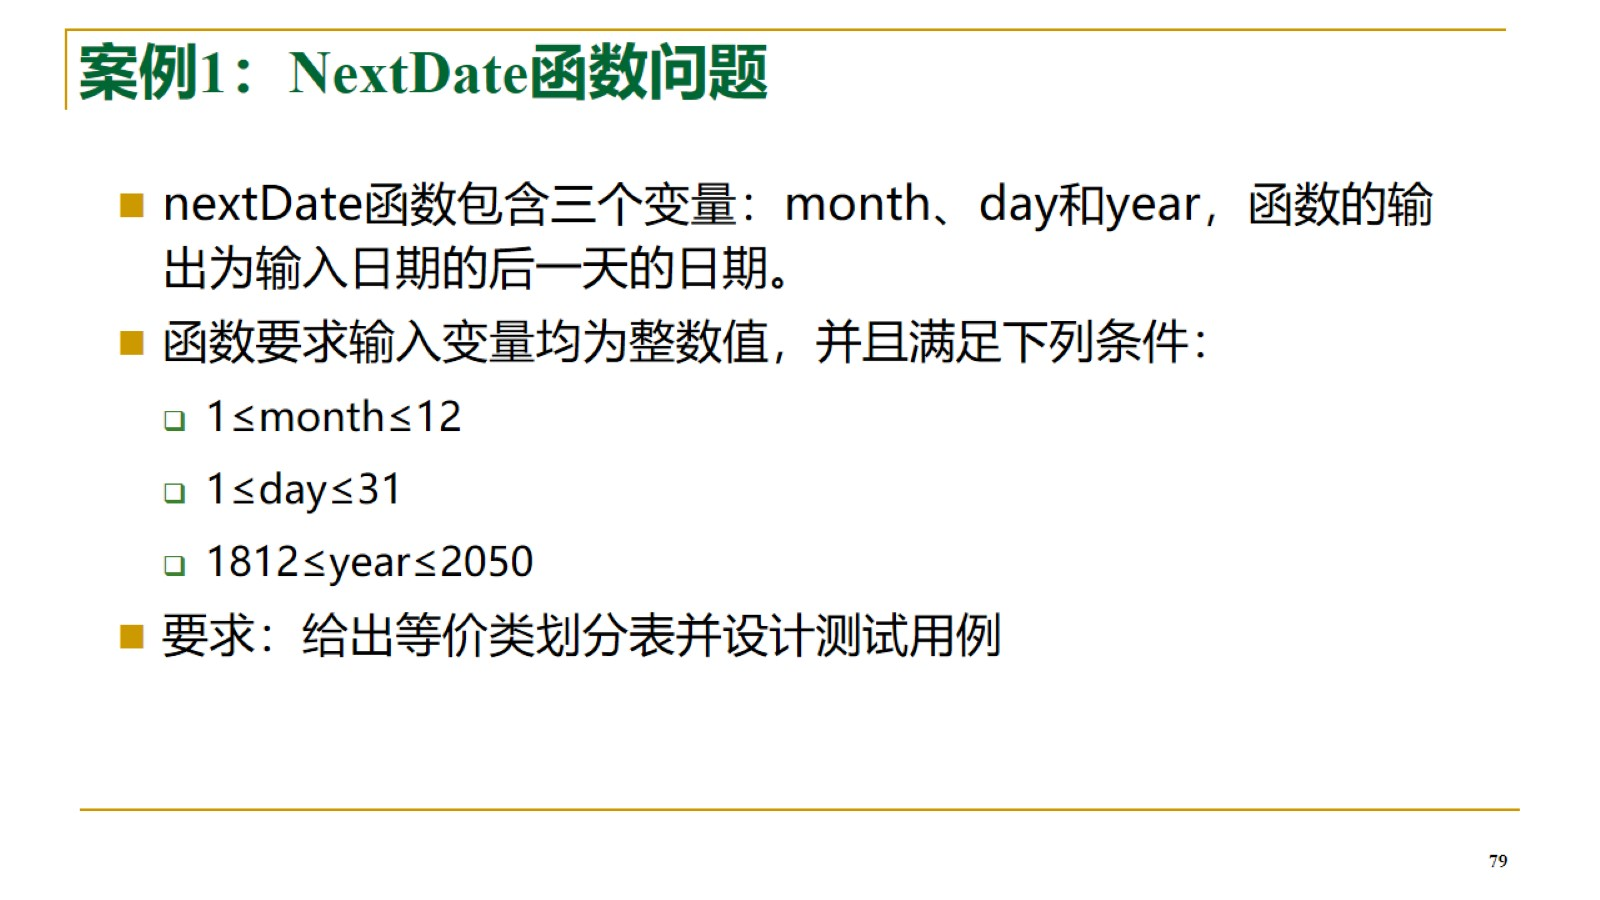 案例1：NextDate函数问题
nextDate函数包含三个变量：month、day和year，函数的输
出为输入日期的后一天的日期。
函数要求输入变量均为整数值，并且满足下列条件：
1≤month≤12
1≤day≤31
1812≤year≤2050
要求：给出等价类划分表并设计测试用例
79